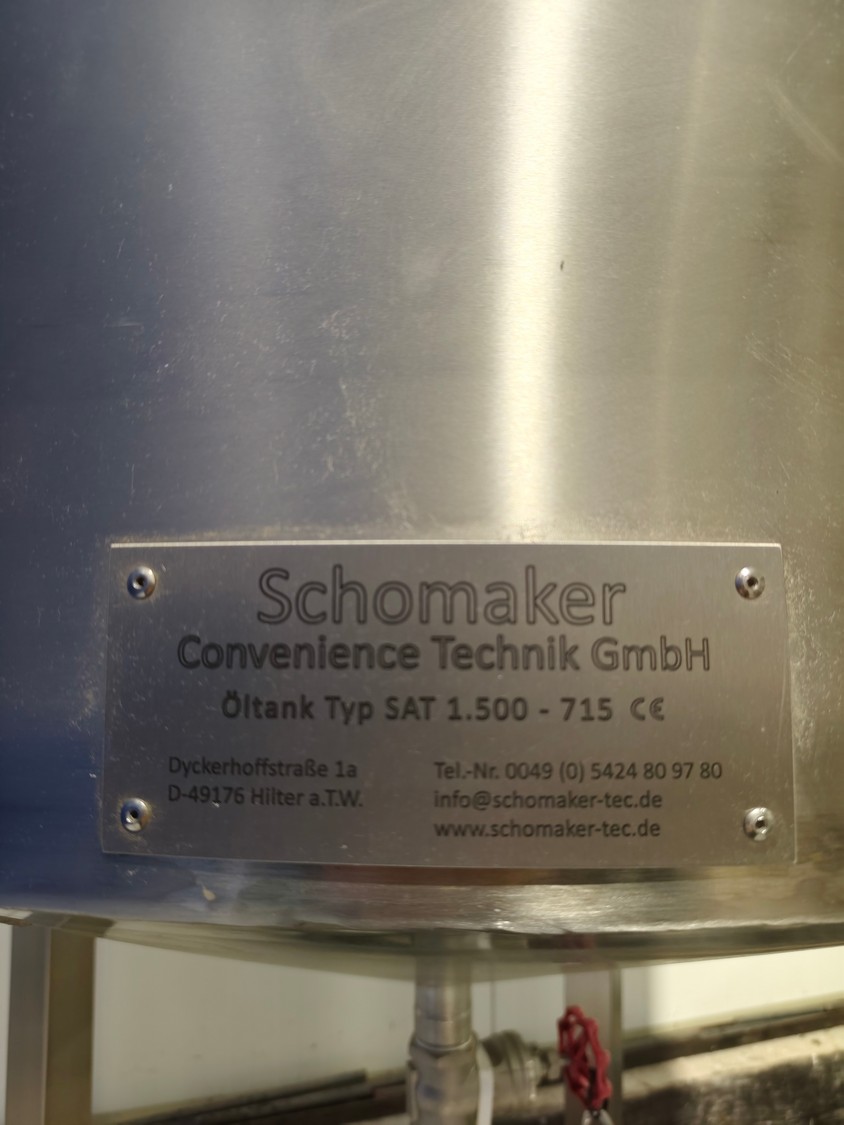 Schomaker
Convenience Technik GmbH
Öltank Typ SAT 1.500 - 715 CE
Dyckerhoffstraße 1a
D-49176 Hilter a.T.W.
Tel.-Nr. 0049 (0) 5424 80 97 80
info@schomaker-tec.de
www.schomaker-tec.de